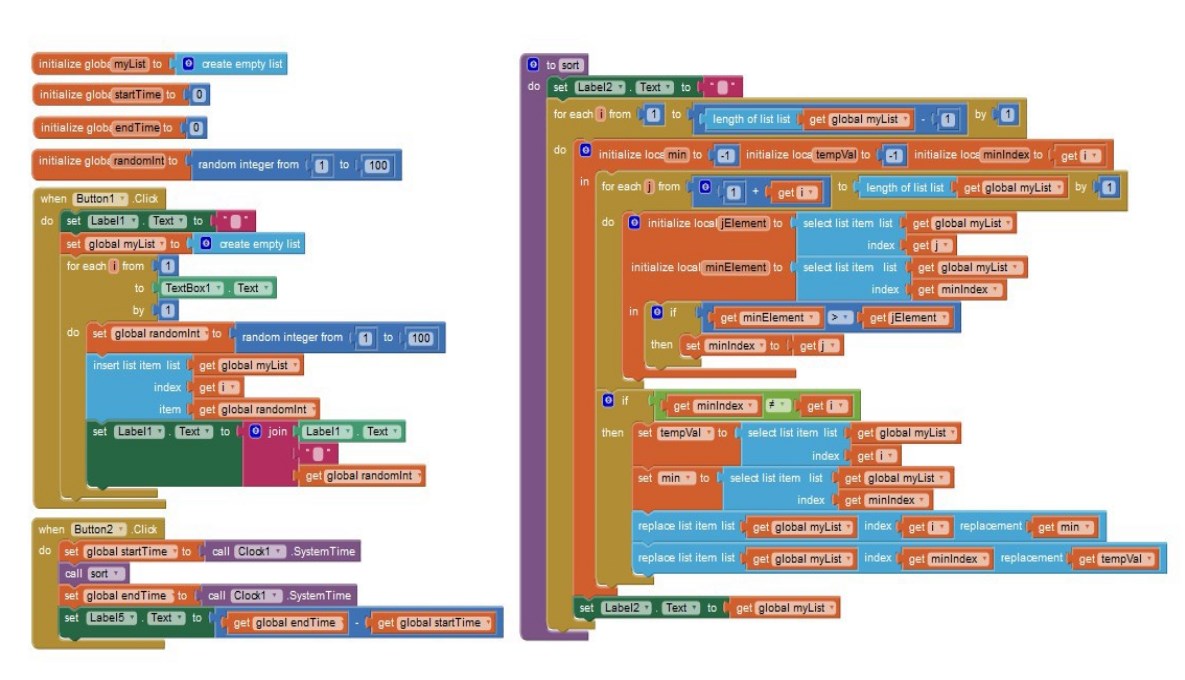 initialize globa myList to create empty list
initialize globa startTime to 0
initialize globa endTime to 0
initialize globa randomInt to random integer from 1 to 100
when Button1 .Click
do set Label1 . Text to " "
set global myList to create empty list
for each i from 1
to TextBox1 . Text
by 1
do set global randomInt to random integer from 1 to 100
insert list item list get global myList
index get i
item get global randomInt
set Label1 . Text to join Label1 . Text
" "
get global randomInt
when Button2 .Click
do set global startTime to call Clock1 .SystemTime
call sort
set global endTime to call Clock1 .SystemTime
set Label5 . Text to get global endTime - get global startTime
to sort
do set Label2 . Text to " "
for each i from 1 to length of list list get global myList - 1 by 1
do initialize loca min to -1 initialize loca tempVal to -1 initialize loca minIndex to get i
in for each j from 1 + get i to length of list list get global myList by 1
do initialize local jElement to select list item list get global myList
index get j
initialize local minElement to select list item list get global myList
index get minIndex
in if get minElement > get jElement
then set minIndex to get j
if get minIndex ≠ get i
then set tempVal to select list item list get global myList
index get i
set min to select list item list get global myList
index get minIndex
replace list item list get global myList index get i replacement get min
replace list item list get global myList index get minIndex replacement get tempVal
set Label2 . Text to get global myList